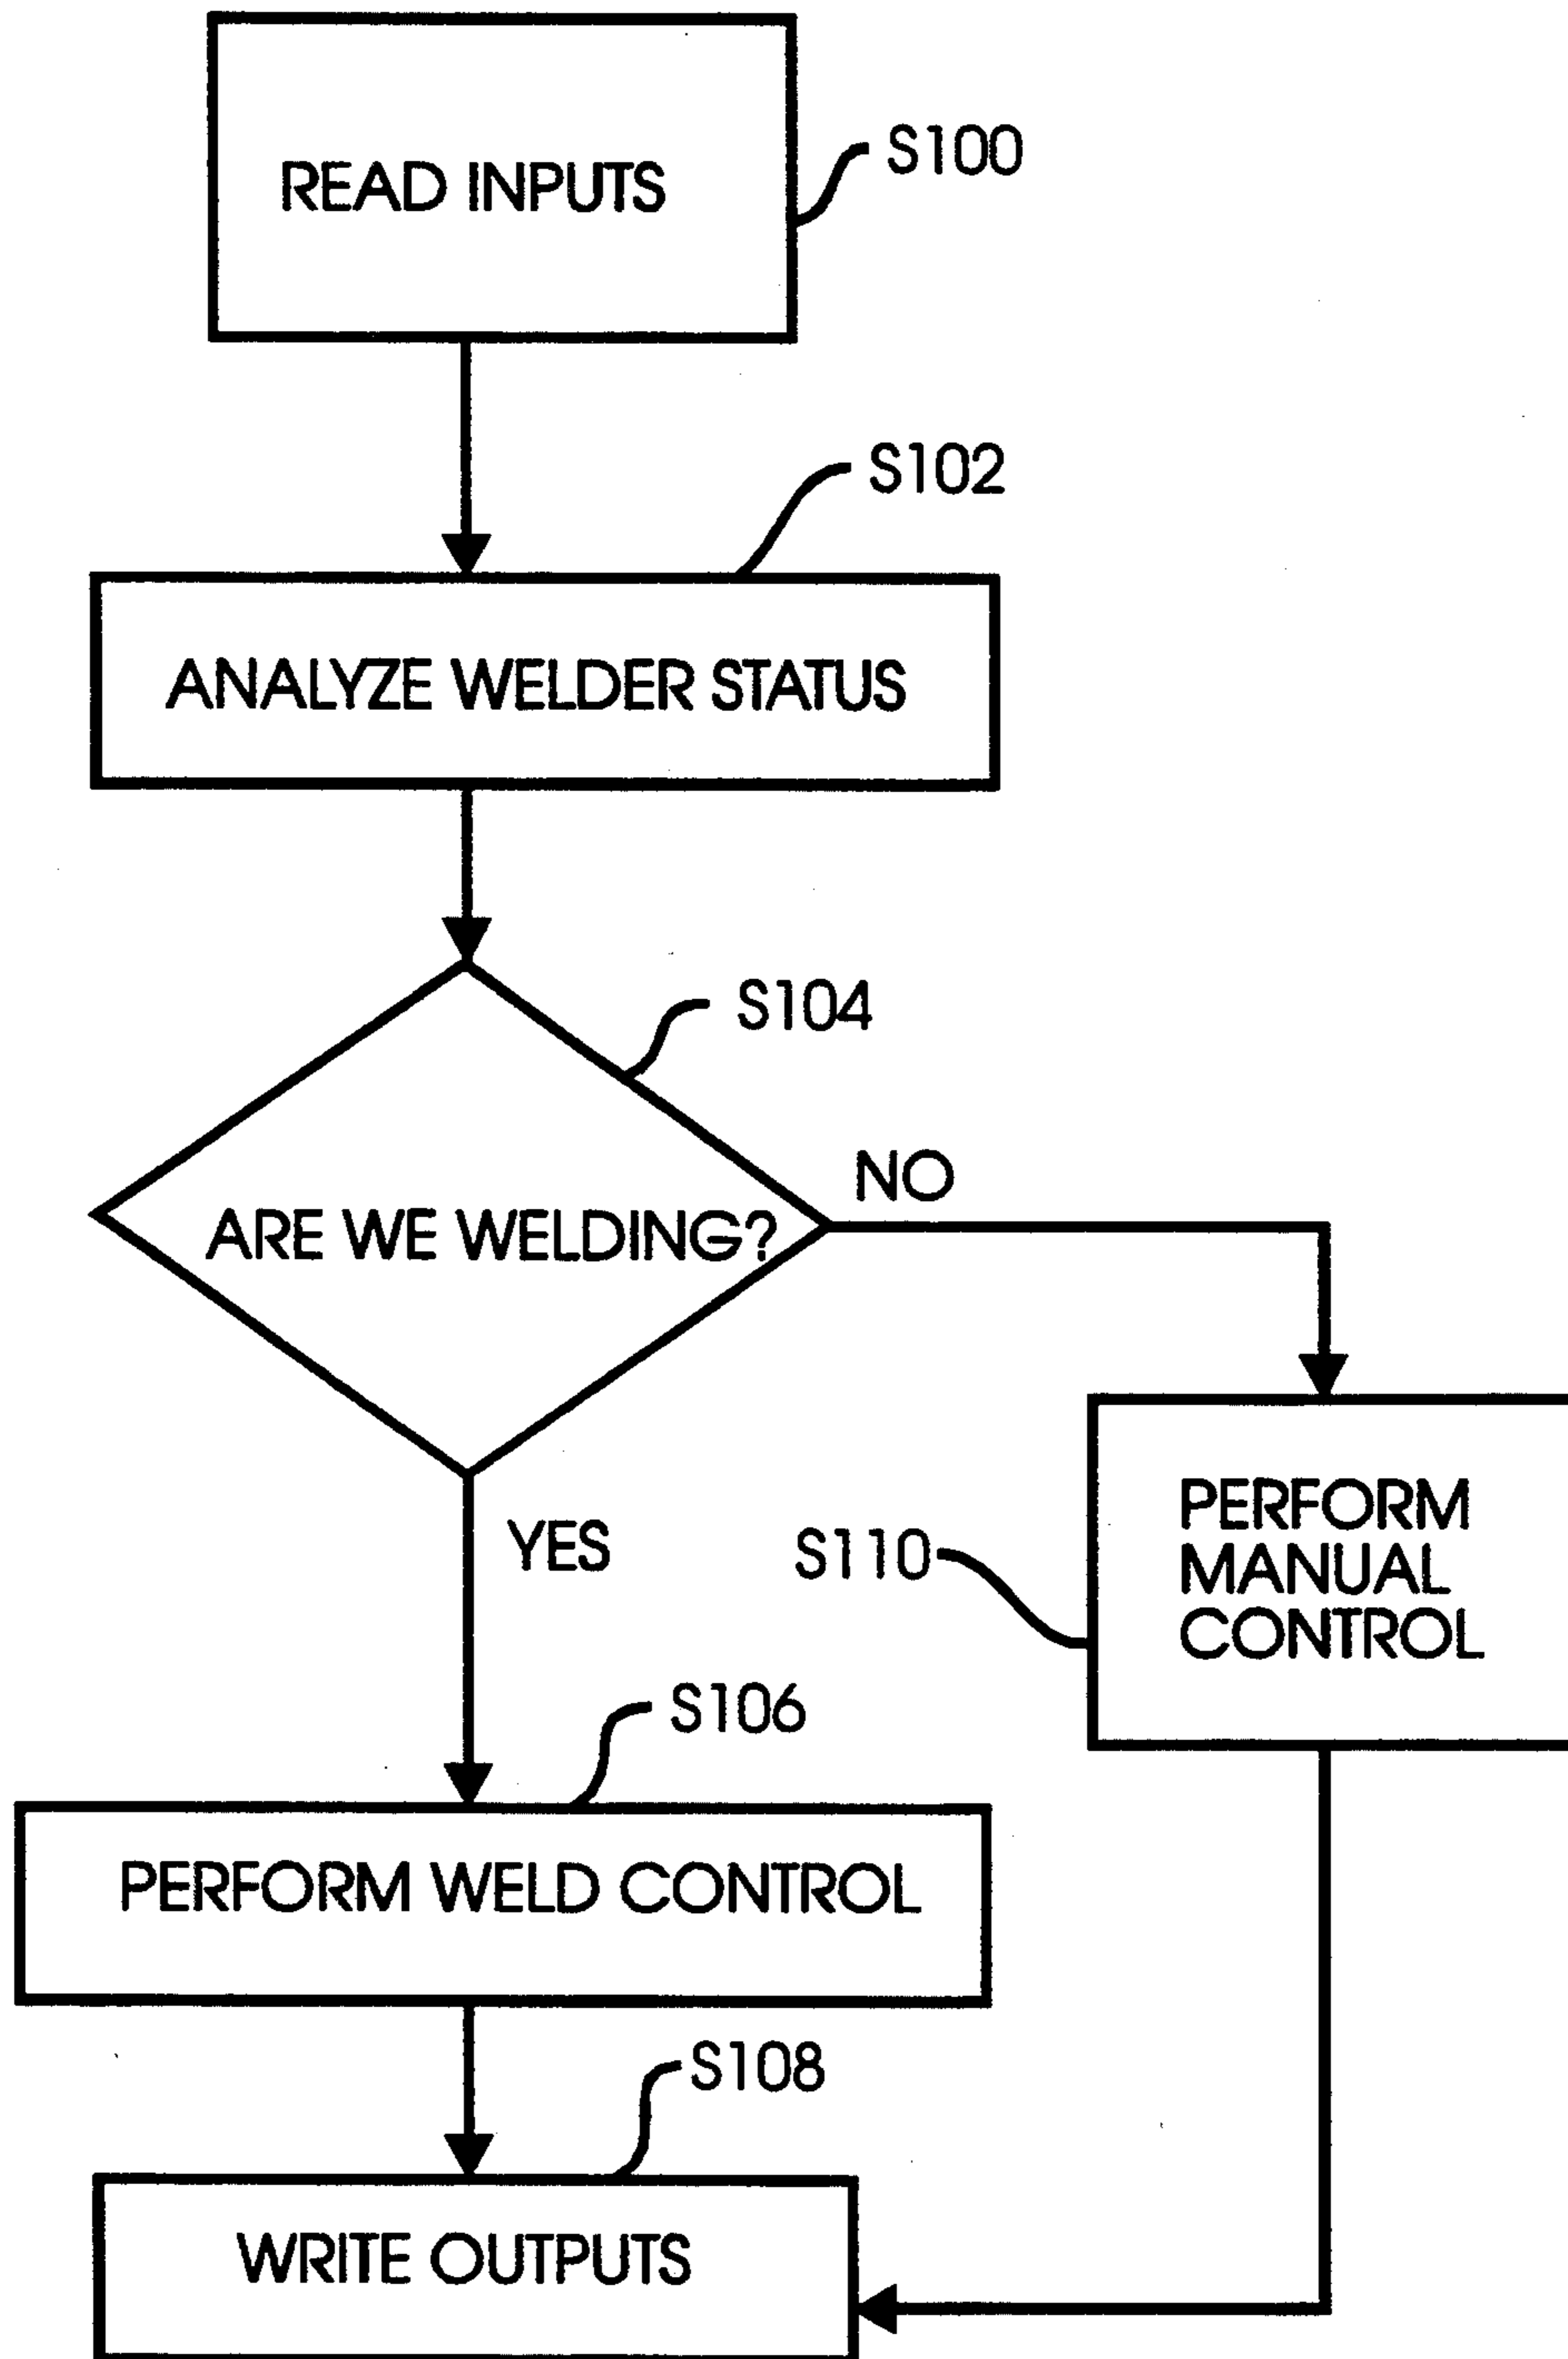 READ INPUTS
S100
S102
ANALYZE WELDER STATUS
S104
ARE WE WELDING?
NO
YES
S110
PERFORM
MANUAL
CONTROL
S106
PERFORM WELD CONTROL
S108
WRITE OUTPUTS